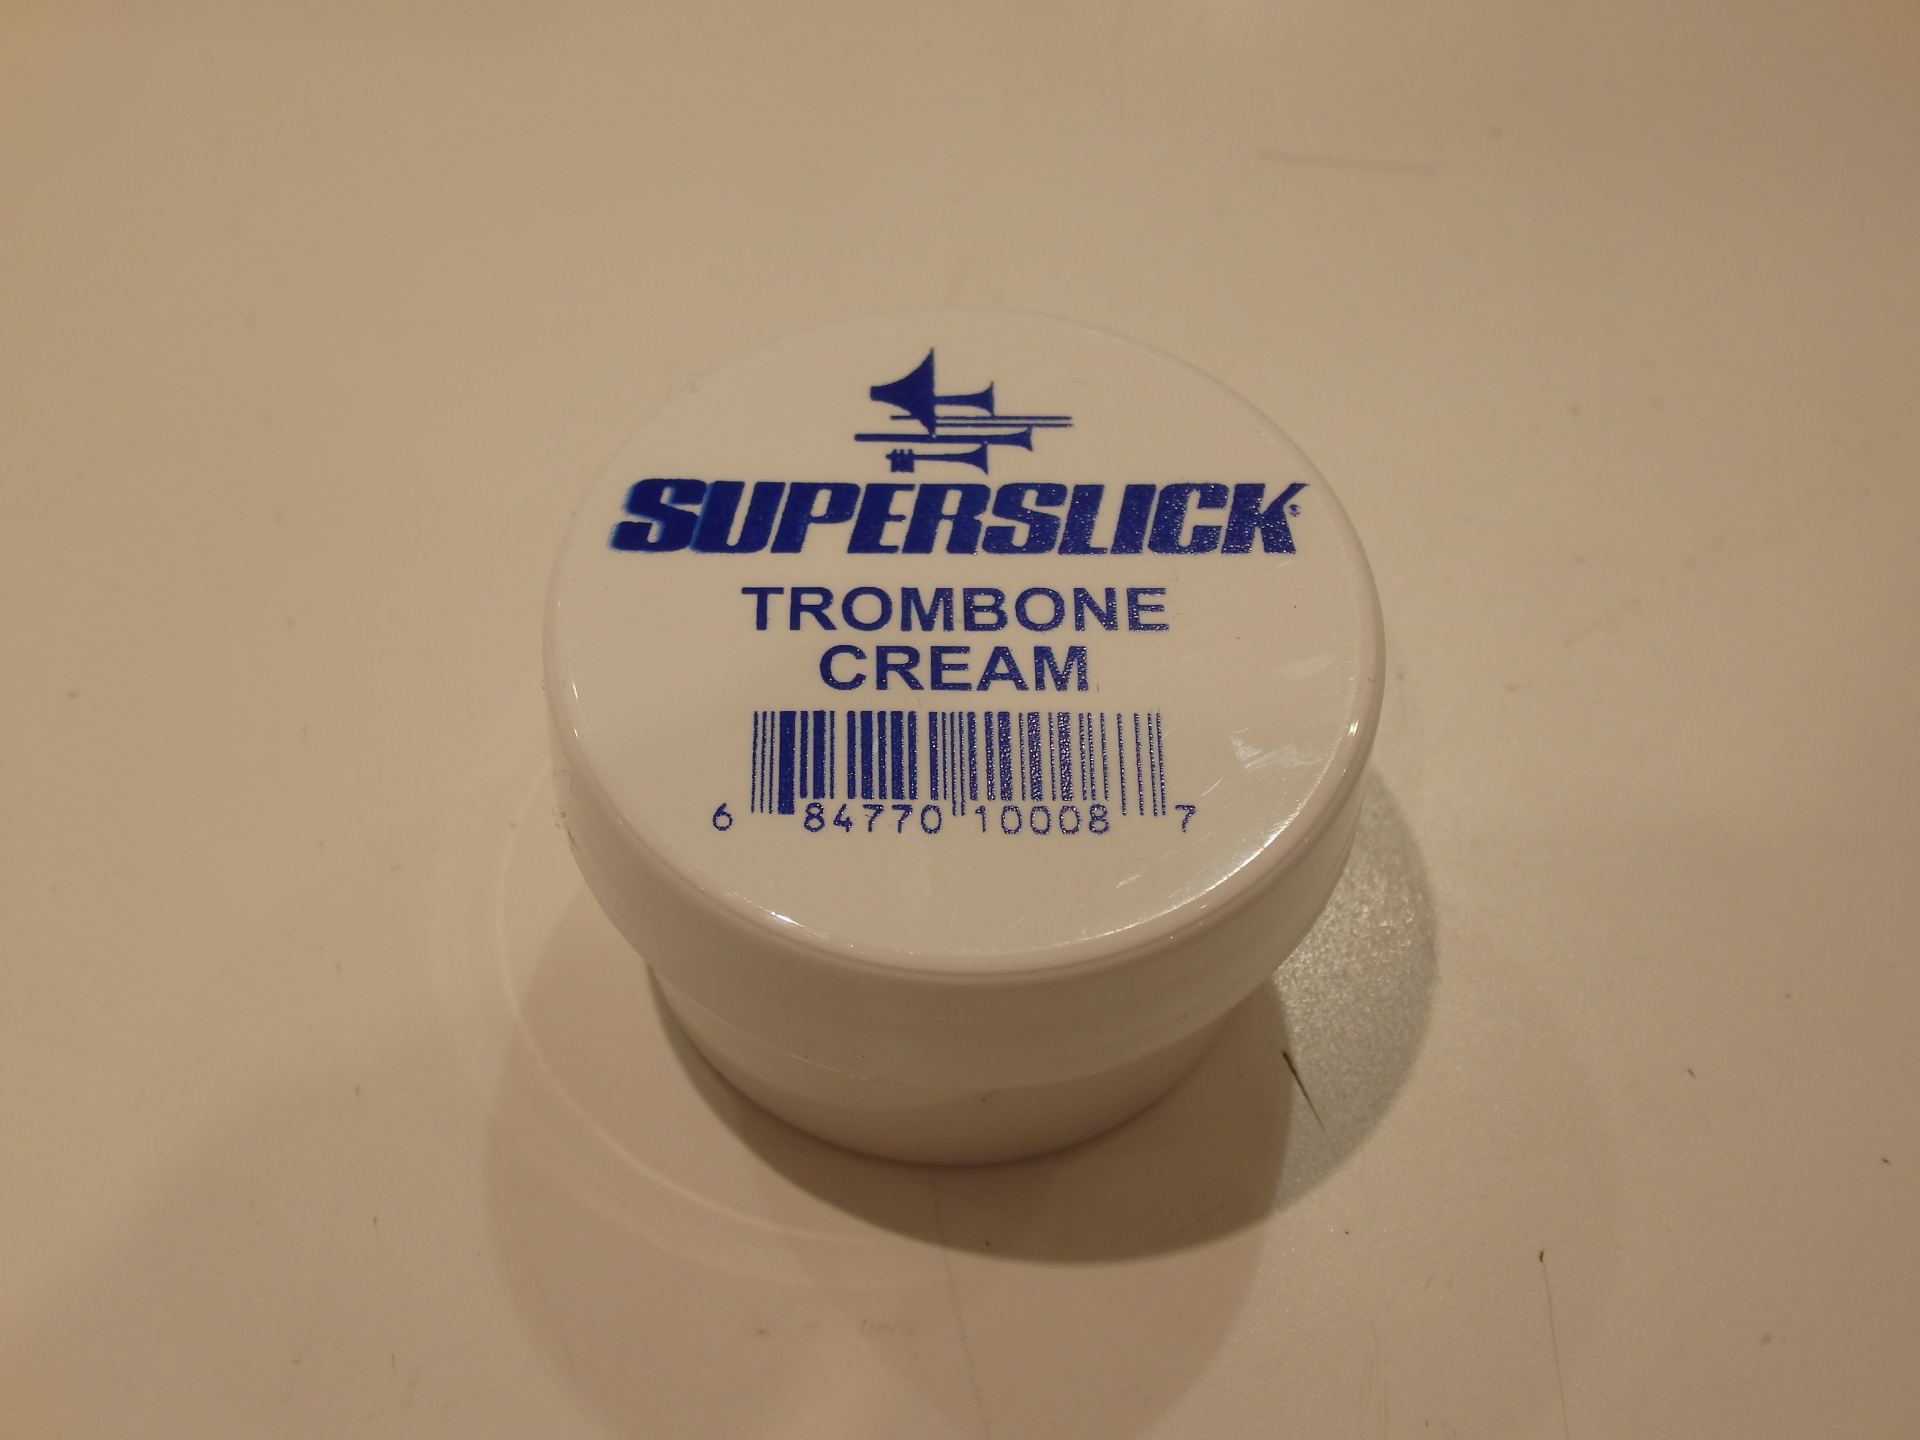 SUPERSLICK
TROMBONE
CREAM
6 84770 10008 7